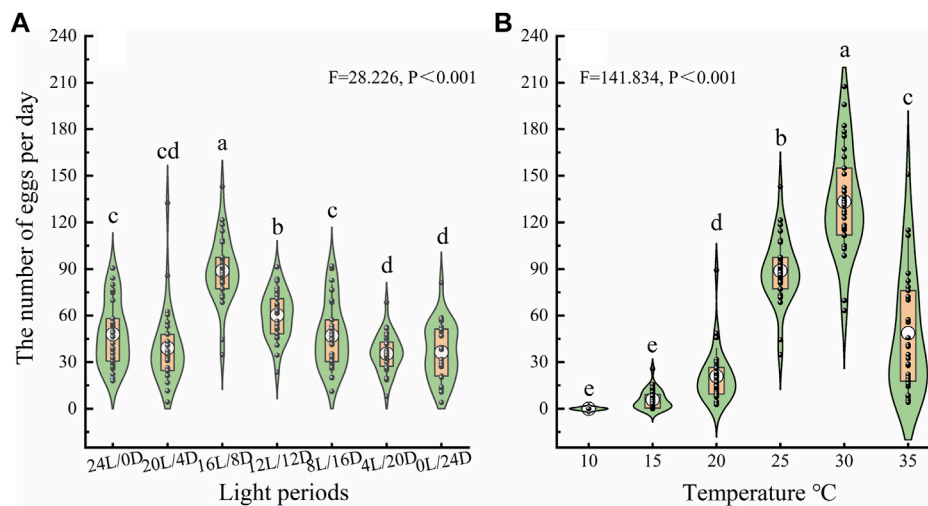 A
The number of eggs per day
240
210
180
150
120
90
60
30
0
F=28.226, P<0.001
c
cd
a
b
c
d
d
24L/0D 20L/4D 16L/8D 12L/12D 8L/16D 4L/20D 0L/24D
Light periods
B
240
210
180
150
120
90
60
30
0
F=141.834, P<0.001
e
e
d
b
a
c
10 15 20 25 30 35
Temperature ℃